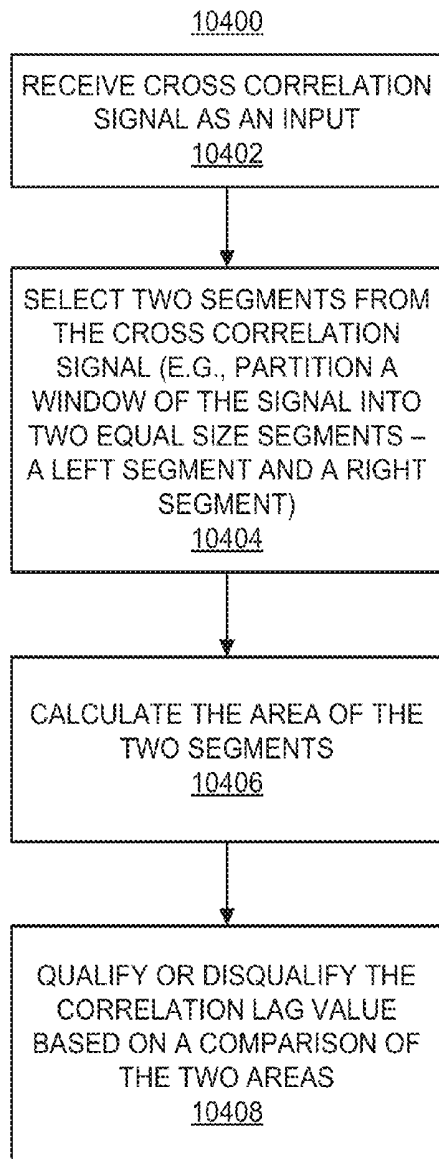 10400
RECEIVE CROSS CORRELATION
SIGNAL AS AN INPUT
10402
SELECT TWO SEGMENTS FROM
THE CROSS CORRELATION
SIGNAL (E.G., PARTITION A
WINDOW OF THE SIGNAL INTO
TWO EQUAL SIZE SEGMENTS –
A LEFT SEGMENT AND A RIGHT
SEGMENT)
10404
CALCULATE THE AREA OF THE
TWO SEGMENTS
10406
QUALIFY OR DISQUALIFY THE
CORRELATION LAG VALUE
BASED ON A COMPARISON OF
THE TWO AREAS
10408